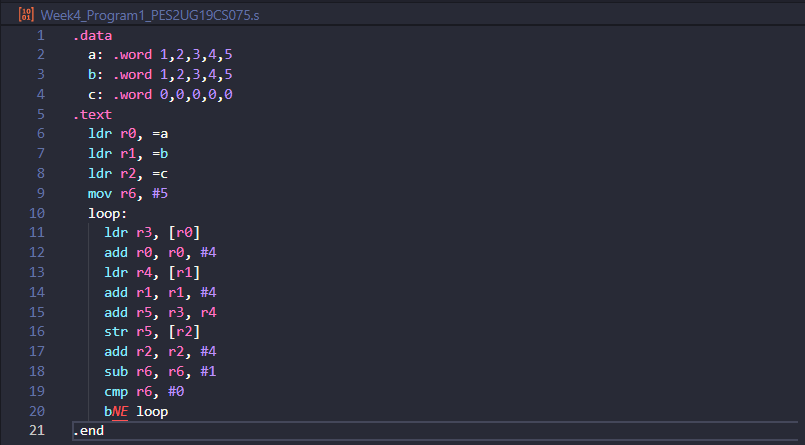 Week4_Program1_PES2UG19CS075.s
1 .data
2 a: .word 1,2,3,4,5
3 b: .word 1,2,3,4,5
4 c: .word 0,0,0,0,0
5 .text
6 ldr r0, =a
7 ldr r1, =b
8 ldr r2, =c
9 mov r6, #5
10 loop:
11 ldr r3, [r0]
12 add r0, r0, #4
13 ldr r4, [r1]
14 add r1, r1, #4
15 add r5, r3, r4
16 str r5, [r2]
17 add r2, r2, #4
18 sub r6, r6, #1
19 cmp r6, #0
20 bNE loop
21 .end